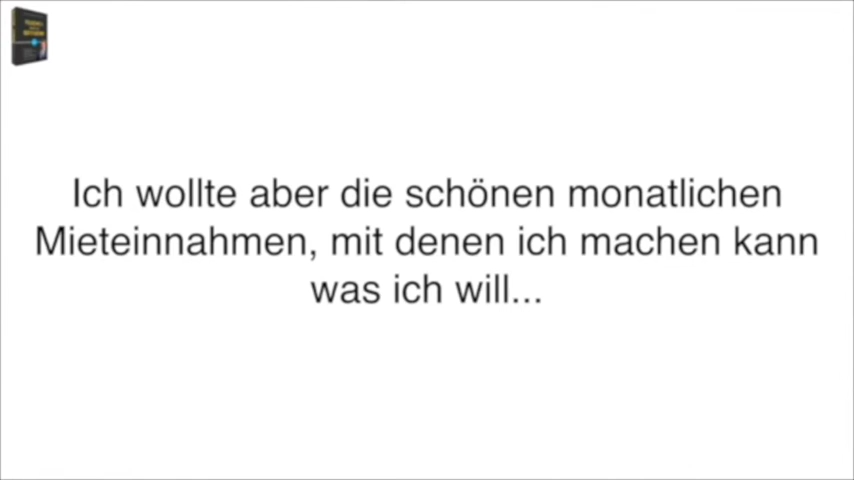 Ich wollte aber die schönen monatlichen
Mieteinnahmen, mit denen ich machen kann
was ich will...